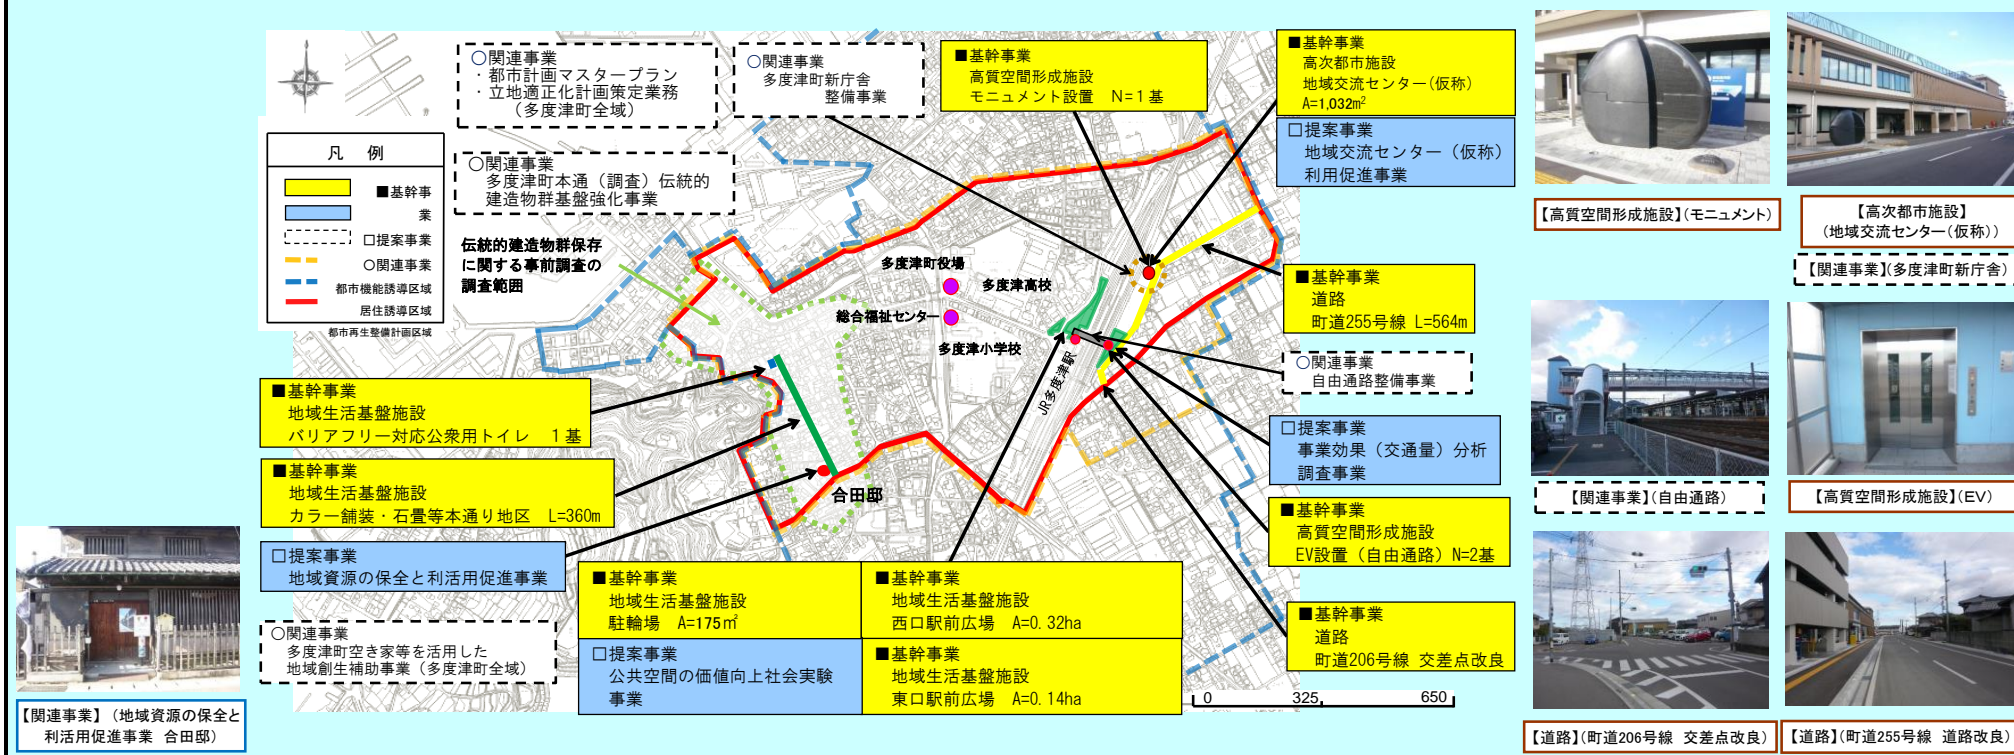 ○関連事業
・都市計画マスタープラン
・立地適正化計画策定業務
（多度津町全域）
○関連事業
多度津町新庁舎
整備事業
■基幹事業
高質空間形成施設
モニュメント設置　N=１基
■基幹事業
高次都市施設
地域交流センター(仮称)
A=1,032m²
□提案事業
地域交流センター（仮称）
利用促進事業
【高質空間形成施設】(モニュメント)
【高次都市施設】
(地域交流センター(仮称))
【関連事業】(多度津町新庁舎)
凡　例
■基幹事
業
□提案事業
○関連事業
都市機能誘導区域
居住誘導区域
都市再生整備計画区域
○関連事業
多度津町本通（調査）伝統的
建造物群基盤強化事業
伝統的建造物群保存
に関する事前調査の
調査範囲
多度津町役場
多度津高校
総合福祉センター
多度津小学校
JR多度津駅
合田邸
■基幹事業
道路
町道255号線 L=564m
○関連事業
自由通路整備事業
□提案事業
事業効果（交通量）分析
調査事業
■基幹事業
高質空間形成施設
EV設置（自由通路）N=2基
■基幹事業
道路
町道206号線 交差点改良
【関連事業】(自由通路)
【高質空間形成施設】(EV)
■基幹事業
地域生活基盤施設
バリアフリー対応公衆用トイレ　１基
■基幹事業
地域生活基盤施設
カラー舗装・石畳等本通り地区　L=360m
□提案事業
地域資源の保全と利活用促進事業
○関連事業
多度津町空き家等を活用した
地域創生補助事業（多度津町全域）
■基幹事業
地域生活基盤施設
駐輪場　A=175㎡
□提案事業
公共空間の価値向上社会実験
事業
■基幹事業
地域生活基盤施設
西口駅前広場　A=0.32ha
■基幹事業
地域生活基盤施設
東口駅前広場　A=0.14ha
0　325　650
【関連事業】（地域資源の保全と
利活用促進事業 合田邸）
【道路】(町道206号線 交差点改良)
【道路】(町道255号線 道路改良)